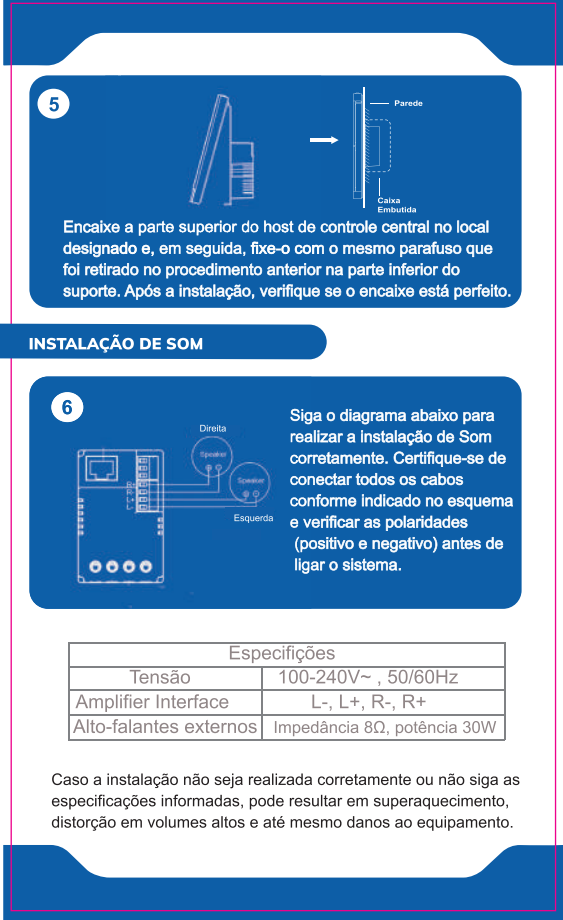 5
Parede
Caixa
Embutida
Encaixe a parte superior do host de controle central no local
designado e, em seguida, fixe-o com o mesmo parafuso que
foi retirado no procedimento anterior na parte inferior do
suporte. Após a instalação, verifique se o encaixe está perfeito.
INSTALAÇÃO DE SOM
6
Direita
Speaker
R+
R-
L+
L-
Speaker
Esquerda
Siga o diagrama abaixo para
realizar a instalação de Som
corretamente. Certifique-se de
conectar todos os cabos
conforme indicado no esquema
e verificar as polaridades
(positivo e negativo) antes de
ligar o sistema.
Especifições
Tensão 100-240V~ , 50/60Hz
Amplifier Interface L-, L+, R-, R+
Alto-falantes externos Impedância 8Ω, potência 30W
Caso a instalação não seja realizada corretamente ou não siga as
especificações informadas, pode resultar em superaquecimento,
distorção em volumes altos e até mesmo danos ao equipamento.